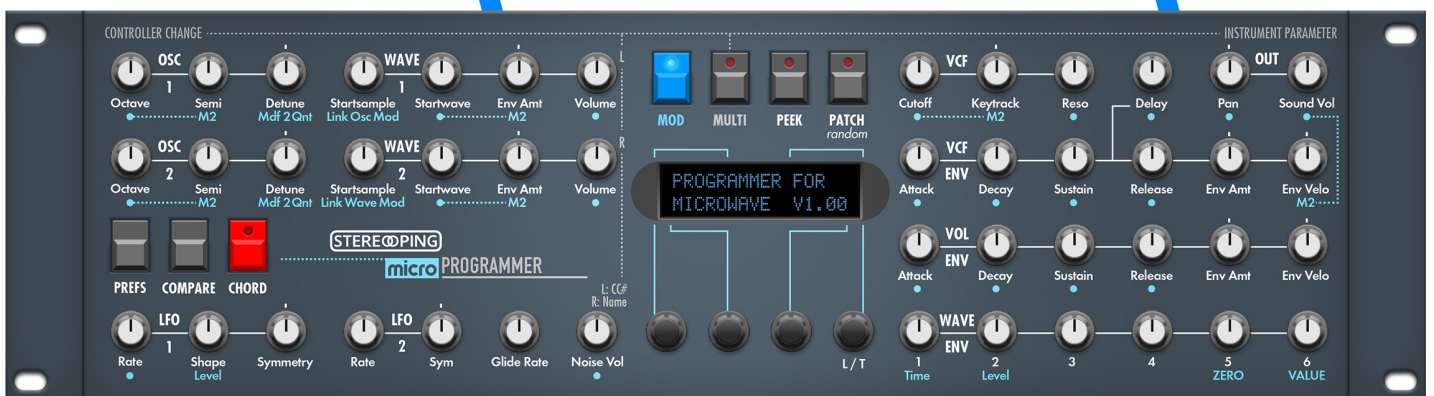 CONTROLLER CHANGE
INSTRUMENT PARAMETER
OSC
1
Octave
Semi
Detune
M2
Mdf 2 Qnt
WAVE
1
Startsample
Startwave
Env Amt
Volume
Link Osc Mod
M2
L
MOD
MULTI
PEEK
PATCH
random
VCF
Cutoff
Keytrack
Reso
Delay
M2
OUT
Pan
Sound Vol
OSC
2
Octave
Semi
Detune
M2
Mdf 2 Qnt
WAVE
2
Startsample
Startwave
Env Amt
Volume
Link Wave Mod
M2
R
PROGRAMMER FOR
MICROWAVE V1.00
VCF
ENV
Attack
Decay
Sustain
Release
Env Amt
Env Velo
M2
PREFS
COMPARE
CHORD
STEREOPING
micro PROGRAMMER
L: CC#
R: Name
VOL
ENV
Attack
Decay
Sustain
Release
Env Amt
Env Velo
LFO
1
Rate
Shape
Symmetry
Level
LFO
2
Rate
Sym
Glide Rate
Noise Vol
L / T
WAVE
ENV
1
2
3
4
5
6
Time
Level
ZERO
VALUE